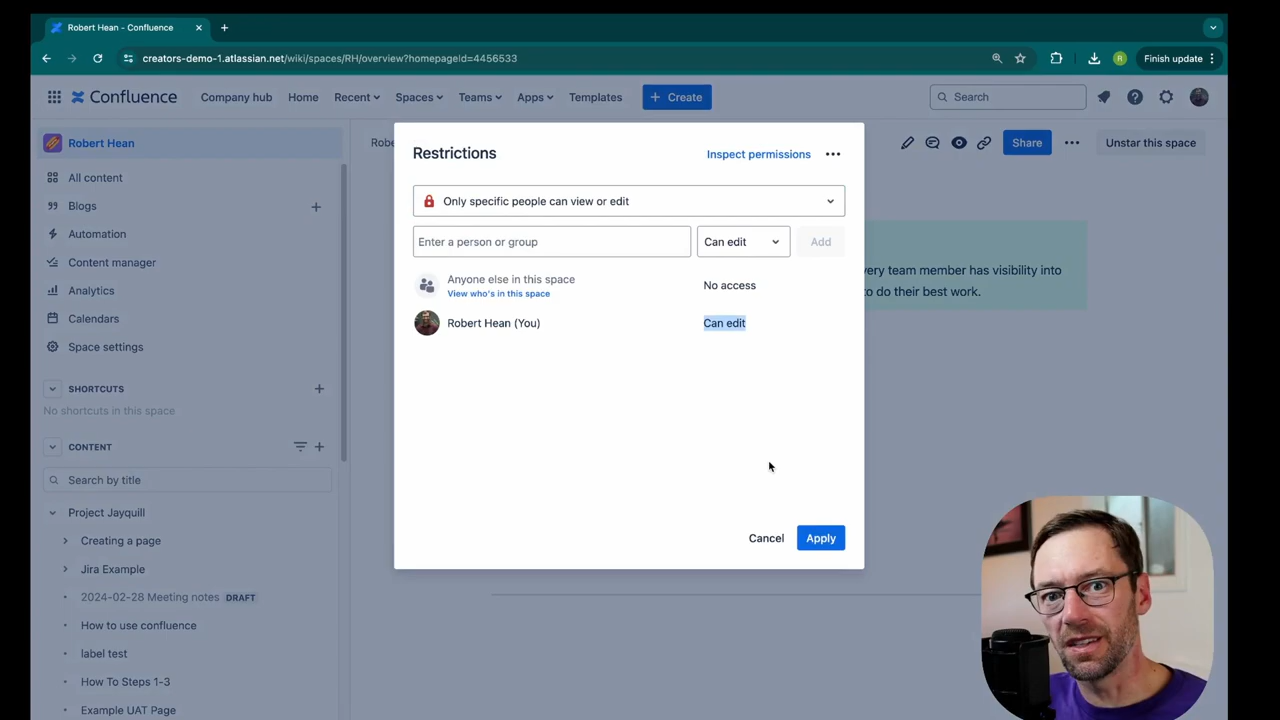 Robert Hean - Confluence
creators-demo-1.atlassian.net/wiki/spaces/RH/overview?homepageId=4456533
R
Finish update
Confluence
Company hub
Home
Recent
Spaces
Teams
Apps
Templates
+ Create
Search
Robert Hean
All content
Blogs
Automation
Content manager
Analytics
Calendars
Space settings
SHORTCUTS
No shortcuts in this space
CONTENT
Search by title
Project Jayquill
Creating a page
Jira Example
2024-02-28 Meeting notes DRAFT
How to use confluence
label test
How To Steps 1-3
Example UAT Page
Robe
Share
Unstar this space
very team member has visibility into
to do their best work.
Restrictions
Inspect permissions
Only specific people can view or edit
Enter a person or group
Can edit
Add
Anyone else in this space
View who's in this space
No access
Robert Hean (You)
Can edit
Cancel
Apply